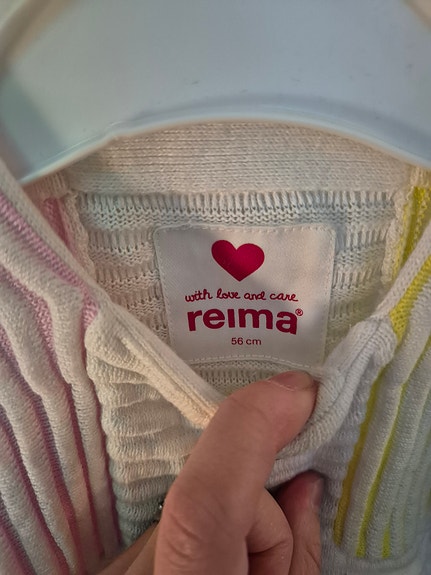 with love and care
reima®
56 cm